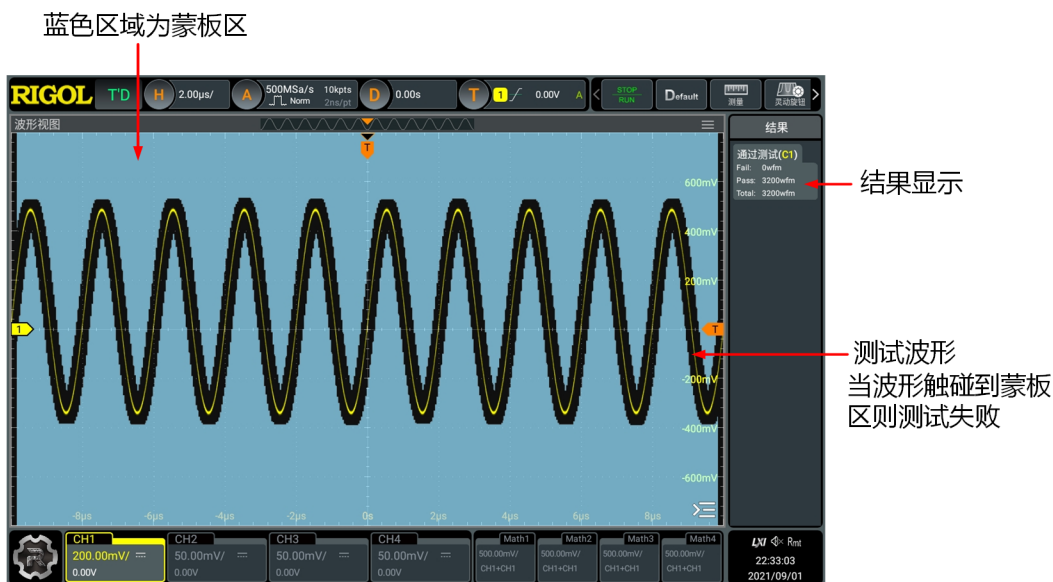 蓝色区域为蒙板区
RIGOL T'D H 2.00μs/ A 500MSa/s 10kpts Norm 2ns/pt D 0.00s T 1 0.00V A < STOP RUN Default 测量 灵动旋钮 >
波形视图
T
结果
通过测试(C1)
Fail: 0wfm
Pass: 3200wfm
Total: 3200wfm
结果显示
600mV
400mV
200mV
1
T
-200mV
-400mV
-600mV
测试波形
当波形触碰到蒙板
区则测试失败
-8μs -6μs -4μs -2μs 0s 2μs 4μs 6μs 8μs
CH1 200.00mV/ 0.00V
CH2 50.00mV/ 0.00V
CH3 50.00mV/ 0.00V
CH4 50.00mV/ 0.00V
Math1 500.00mV/ CH1+CH1
Math2 500.00mV/ CH1+CH1
Math3 500.00mV/ CH1+CH1
Math4 500.00mV/ CH1+CH1
LXI Rmt
22:33:03
2021/09/01